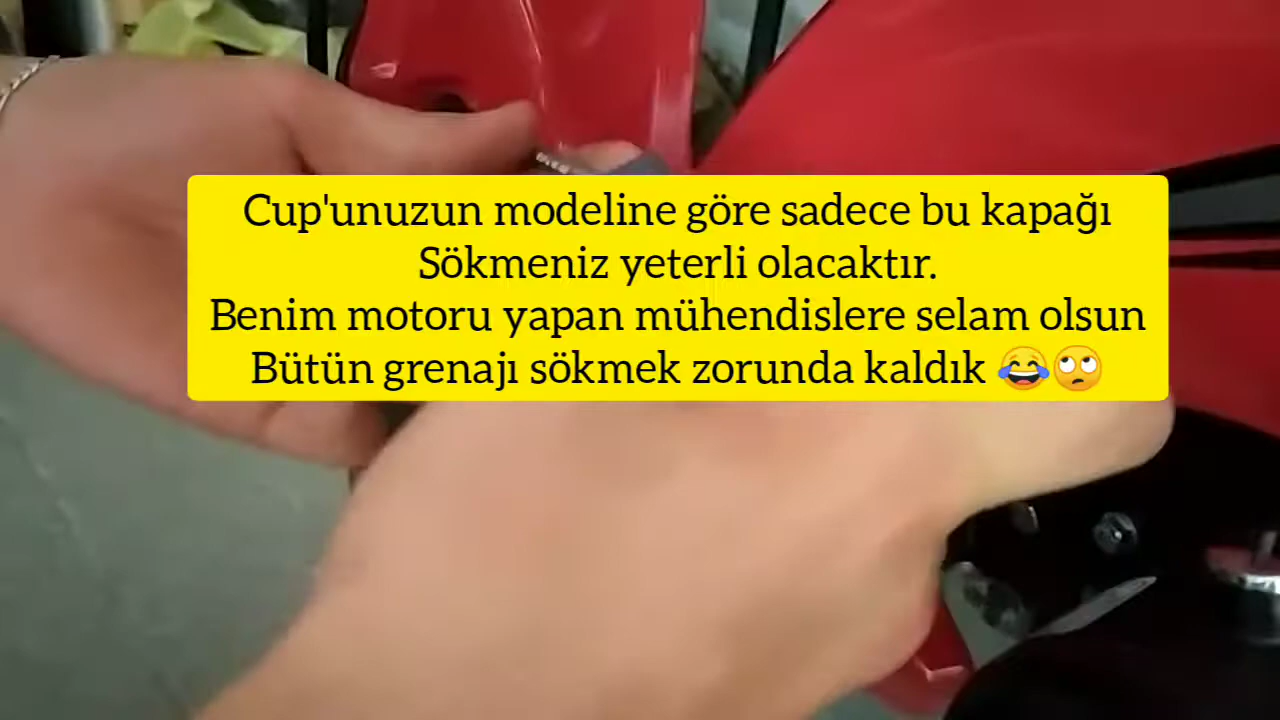 Cup'unuzun modeline göre sadece bu kapağı
Sökmeniz yeterli olacaktır.
Benim motoru yapan mühendislere selam olsun
Bütün grenajı sökmek zorunda kaldık 😂🙄